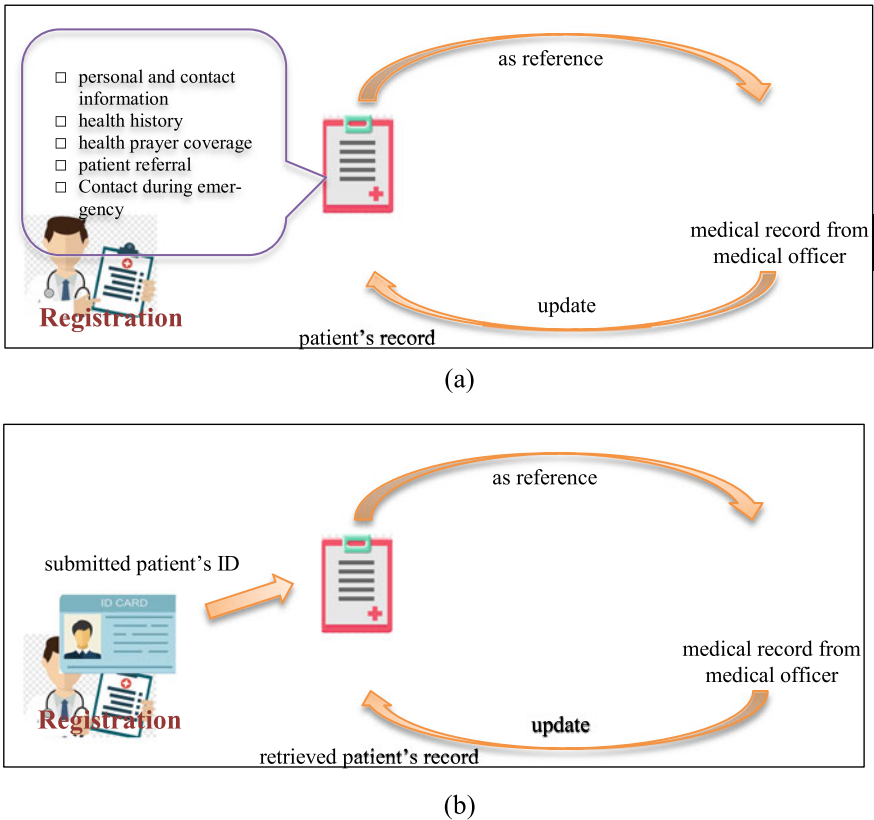 as reference
□ personal and contact
information
□ health history
□ health prayer coverage
□ patient referral
□ Contact during emer-
gency
medical record from
medical officer
Registration
update
patient's record
(a)
as reference
submitted patient's ID
ID CARD
medical record from
medical officer
Registration
update
retrieved patient's record
(b)